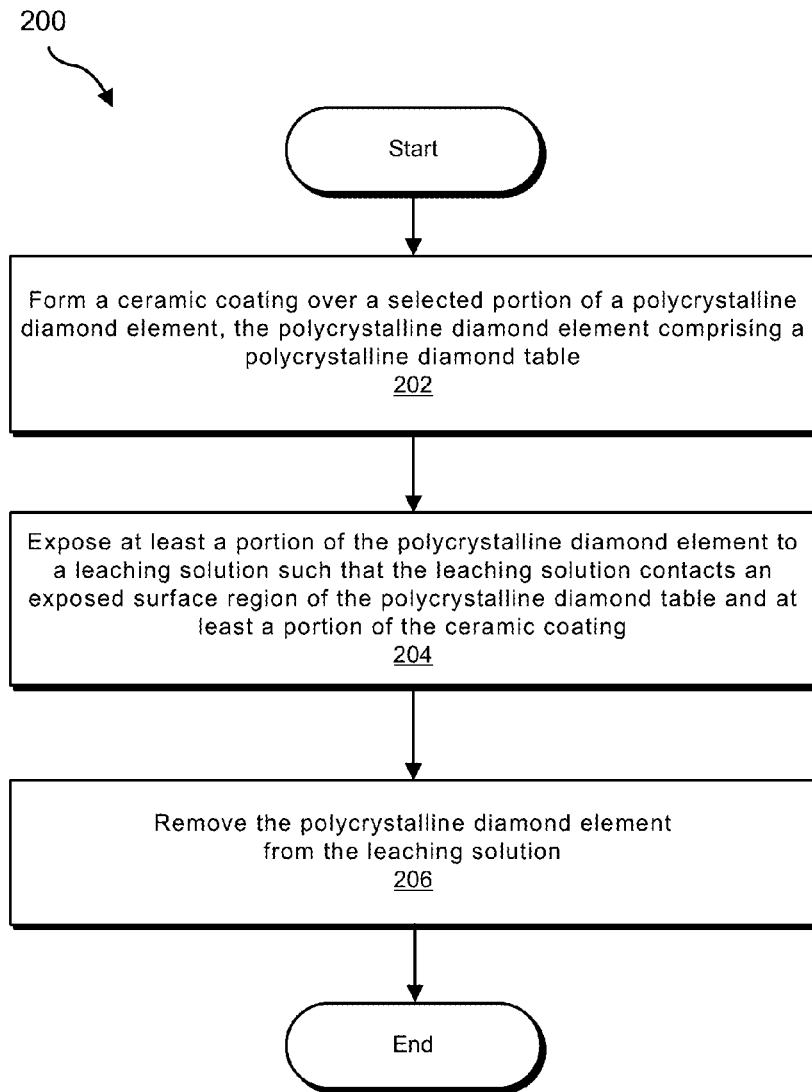 200
Start
Form a ceramic coating over a selected portion of a polycrystalline
diamond element, the polycrystalline diamond element comprising a
polycrystalline diamond table
202
Expose at least a portion of the polycrystalline diamond element to
a leaching solution such that the leaching solution contacts an
exposed surface region of the polycrystalline diamond table and at
least a portion of the ceramic coating
204
Remove the polycrystalline diamond element
from the leaching solution
206
End